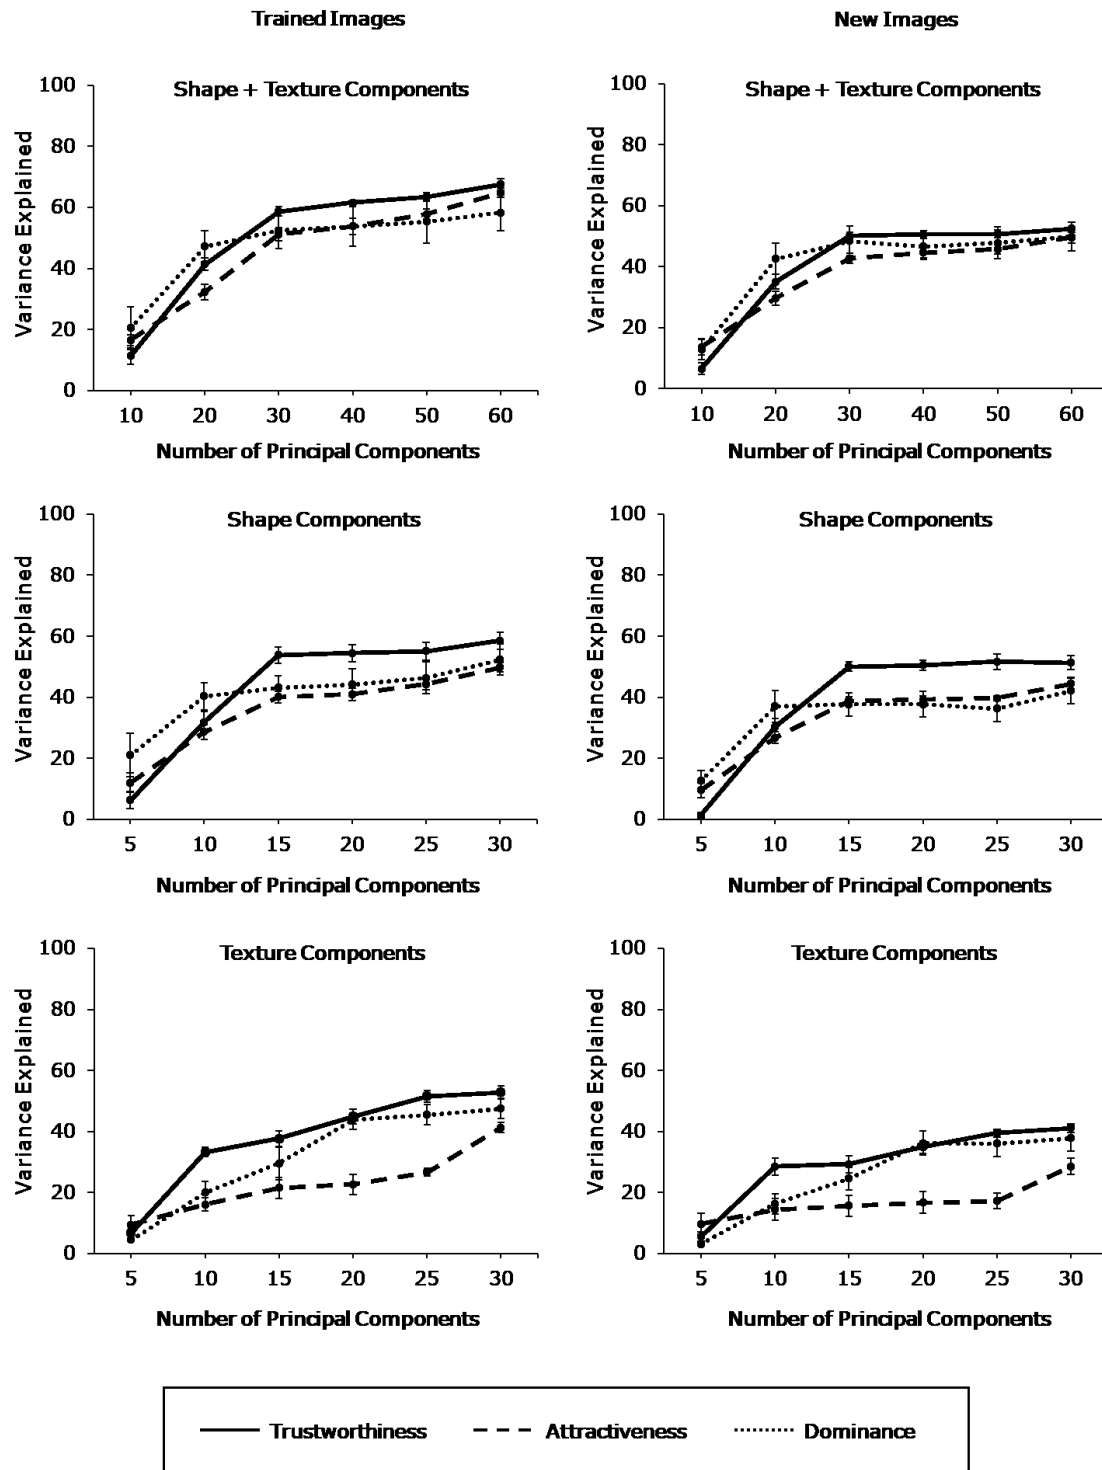 Trained Images
New Images
Shape + Texture Components
Variance Explained
100
80
60
40
20
0
10 20 30 40 50 60
Number of Principal Components
Shape + Texture Components
Variance Explained
100
80
60
40
20
0
10 20 30 40 50 60
Number of Principal Components
Shape Components
Variance Explained
100
80
60
40
20
0
5 10 15 20 25 30
Number of Principal Components
Shape Components
Variance Explained
100
80
60
40
20
0
5 10 15 20 25 30
Number of Principal Components
Texture Components
Variance Explained
100
80
60
40
20
0
5 10 15 20 25 30
Number of Principal Components
Texture Components
Variance Explained
100
80
60
40
20
0
5 10 15 20 25 30
Number of Principal Components
Trustworthiness Attractiveness Dominance